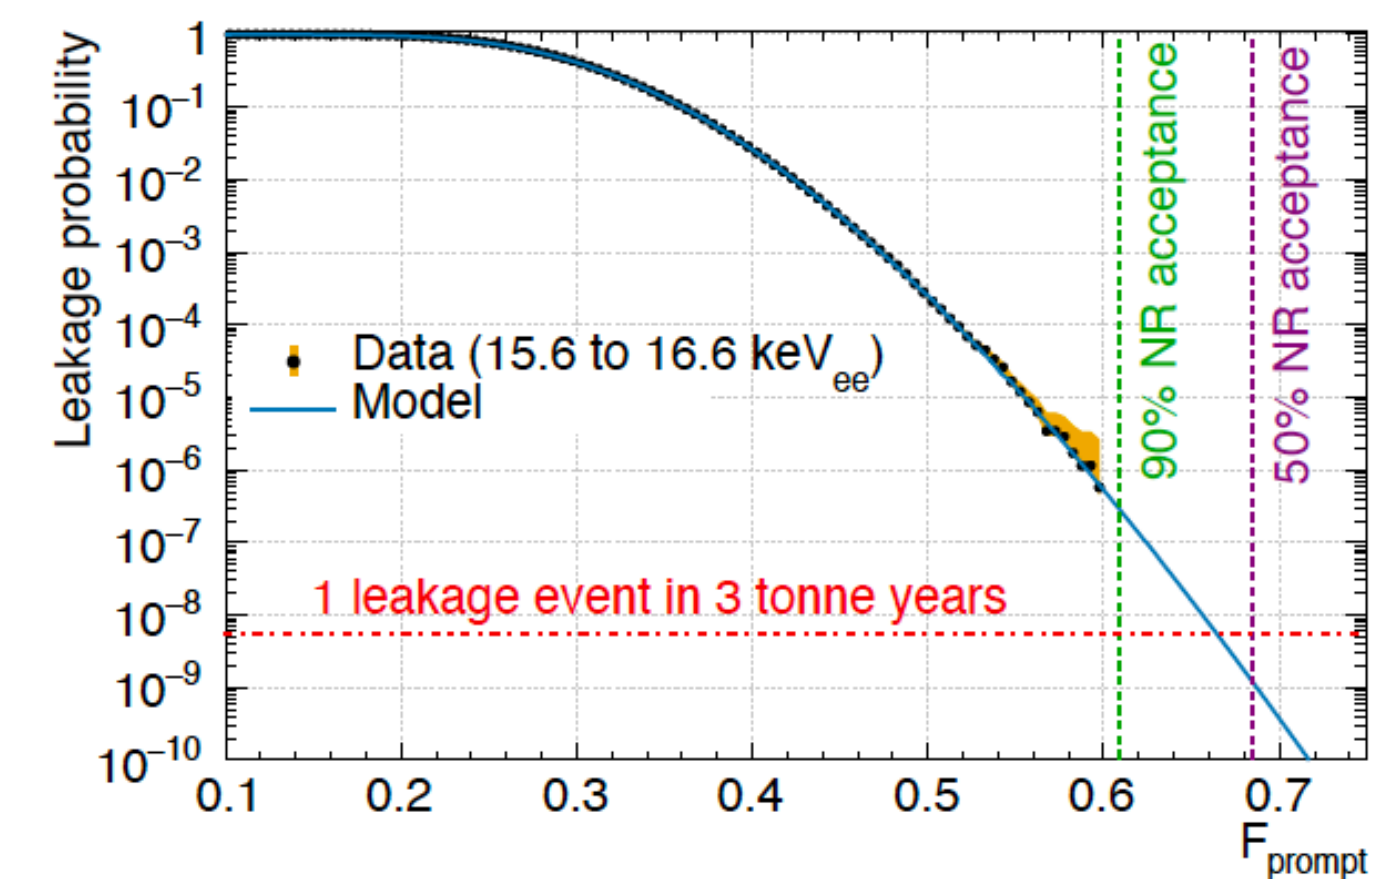 Leakage probability
1
10⁻¹
10⁻²
10⁻³
10⁻⁴
10⁻⁵
10⁻⁶
10⁻⁷
10⁻⁸
10⁻⁹
10⁻¹⁰
Data (15.6 to 16.6 keVₑₑ)
Model
1 leakage event in 3 tonne years
90% NR acceptance
50% NR acceptance
0.1 0.2 0.3 0.4 0.5 0.6 0.7
F_prompt